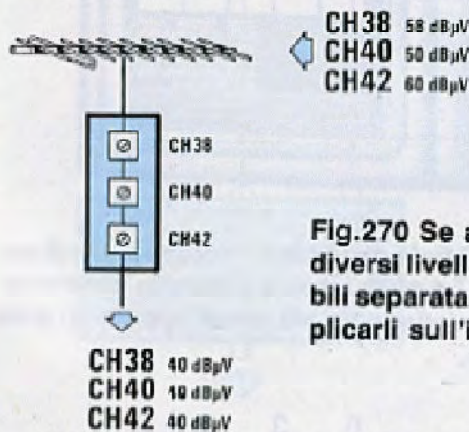 CH38 58 dBµV
CH40 50 dBµV
CH42 60 dBµV
CH38
CH40
CH42
Fig.270 Se a
diversi livell
bili separata
plicarli sull'i
CH38 40 dBµV
CH40 19 dBµV
CH42 40 dBµV